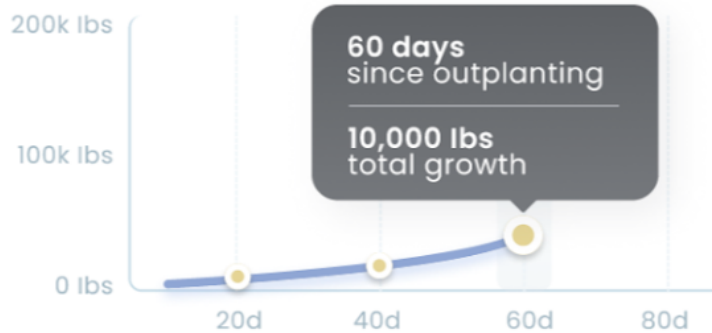 200k lbs
60 days
since outplanting
10,000 lbs
total growth
100k lbs
0 lbs
20d
40d
60d
80d